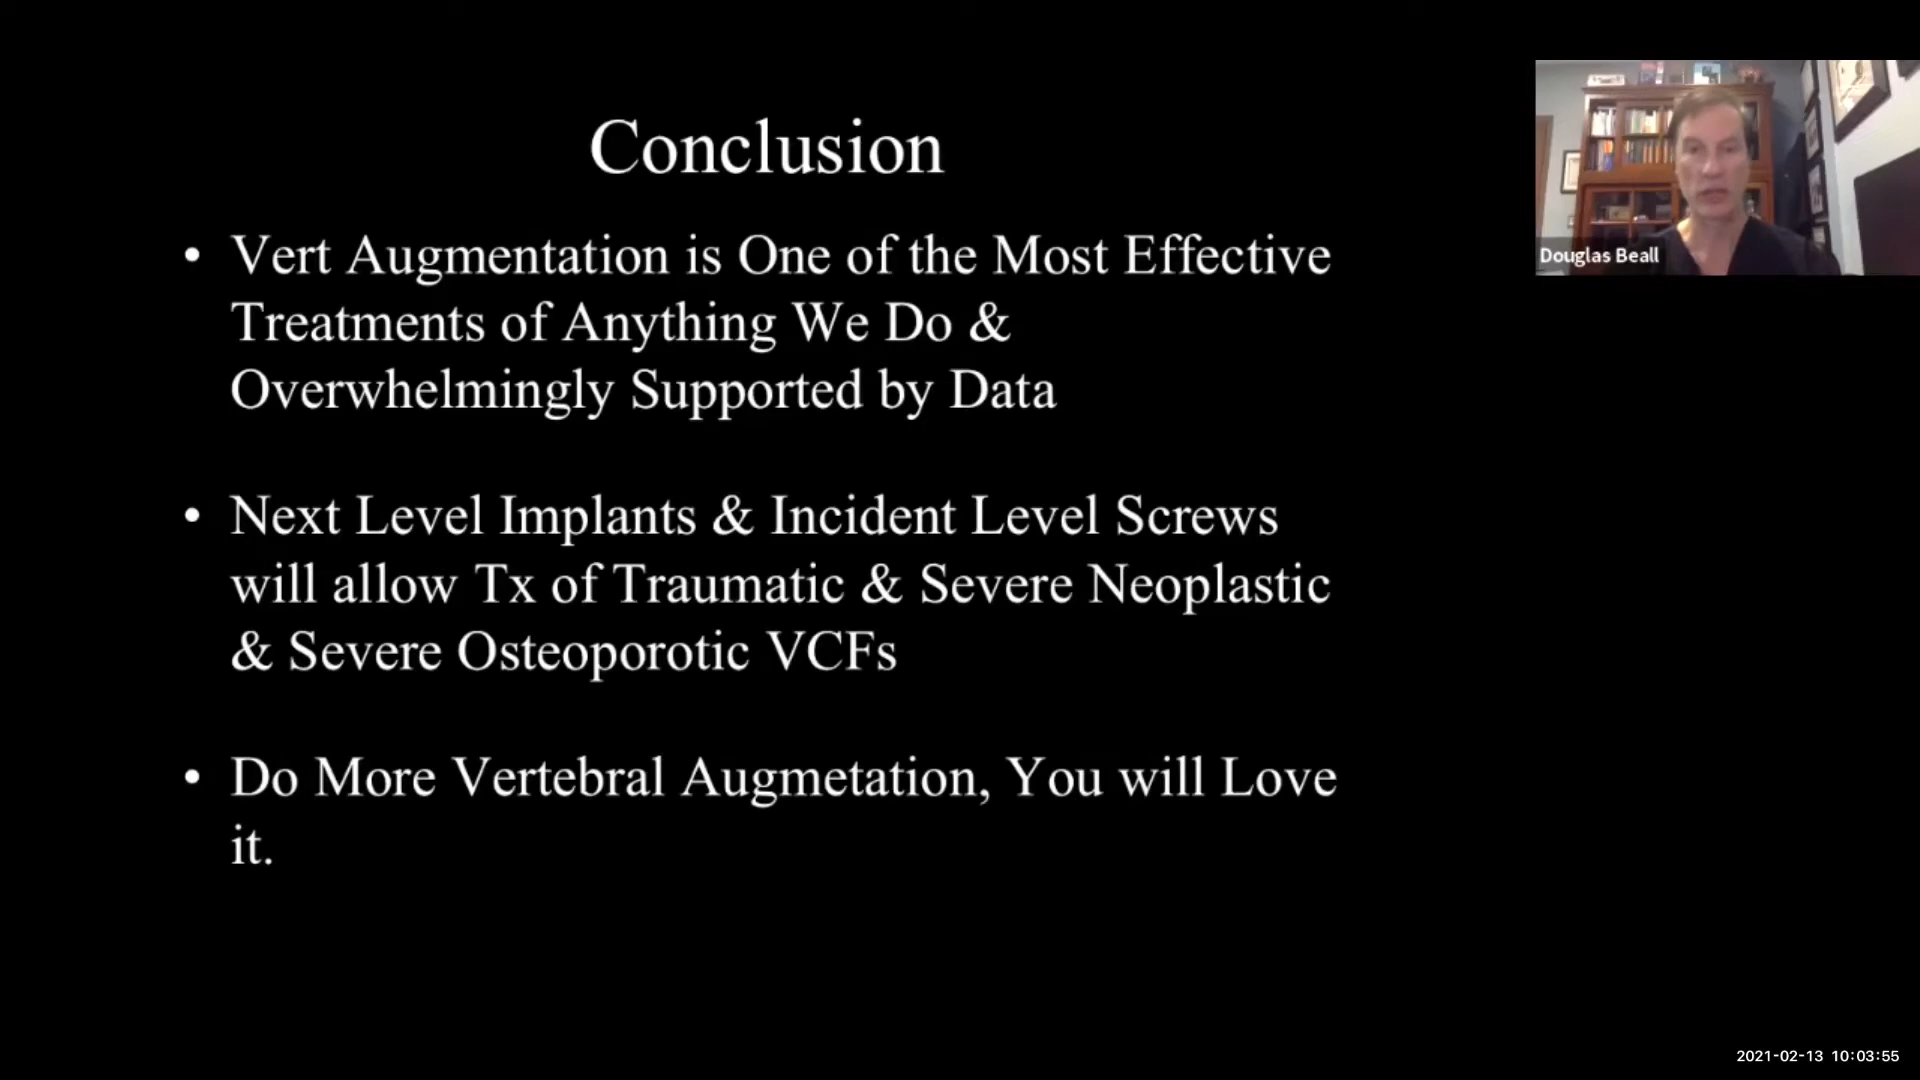 Conclusion
• Vert Augmentation is One of the Most Effective
Treatments of Anything We Do &
Overwhelmingly Supported by Data
• Next Level Implants & Incident Level Screws
will allow Tx of Traumatic & Severe Neoplastic
& Severe Osteoporotic VCFs
• Do More Vertebral Augmetation, You will Love
it.
Douglas Beall
2021-02-13 10:03:55